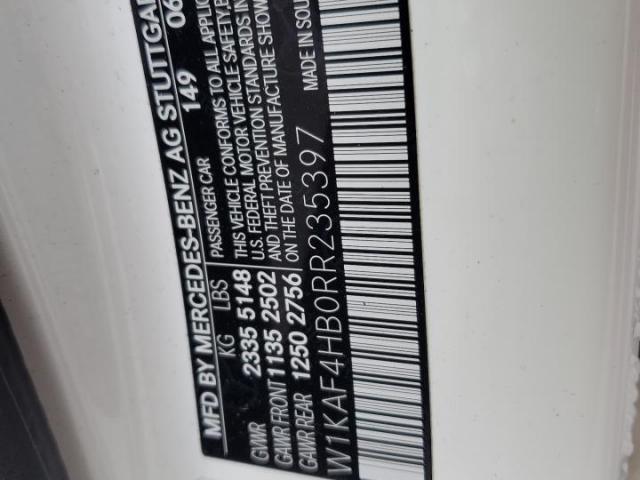 MFD BY MERCEDES-BENZ AG STUTTGA
149 06
KG LBS PASSENGER CAR
GVWR 2335 5148 THIS VEHICLE CONFORMS TO ALL APPLIC
GAWR FRONT 1135 2502 U.S. FEDERAL MOTOR VEHICLE SAFETY, B
GAWR REAR 1250 2756 AND THEFT PREVENTION STANDARDS IN
ON THE DATE OF MANUFACTURE SHOW
W1KAF4HB0RR235397 MADE IN SOU